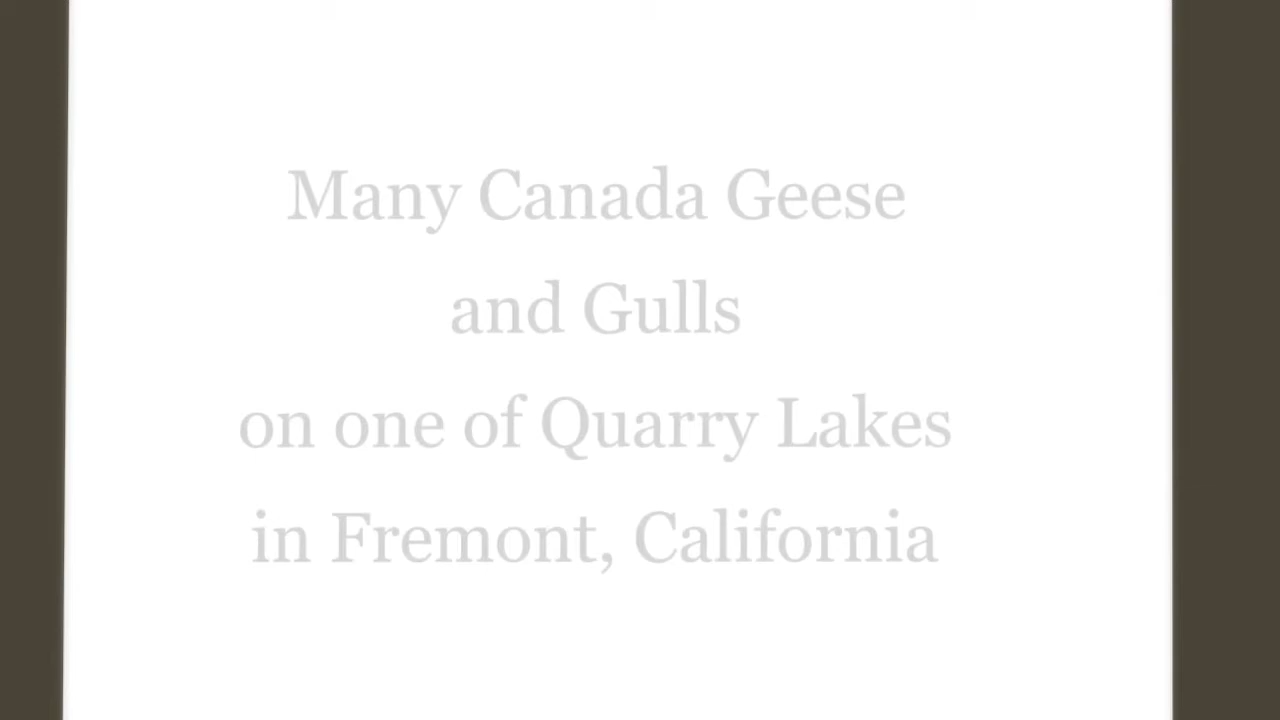 Many Canada Geese
and Gulls
on one of Quarry Lakes
in Fremont, California